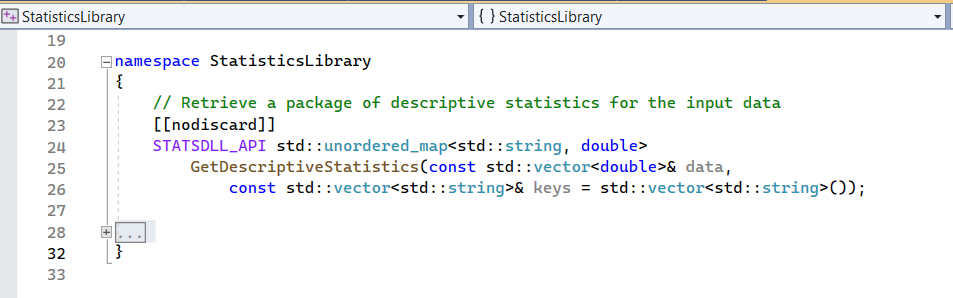 StatisticsLibrary
{ } StatisticsLibrary
19
20 namespace StatisticsLibrary
21 {
22 // Retrieve a package of descriptive statistics for the input data
23 [[nodiscard]]
24 STATSDLL_API std::unordered_map<std::string, double>
25 GetDescriptiveStatistics(const std::vector<double>& data,
26 const std::vector<std::string>& keys = std::vector<std::string>());
27
28 ...
32 }
33